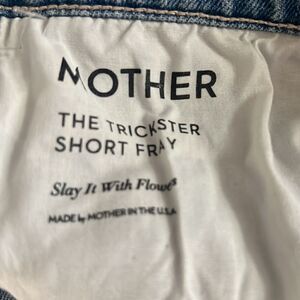 MOTHER
THE TRICKSTER
SHORT FRAY
Slay It With Flowers
MADE by MOTHER IN THE U.S.A